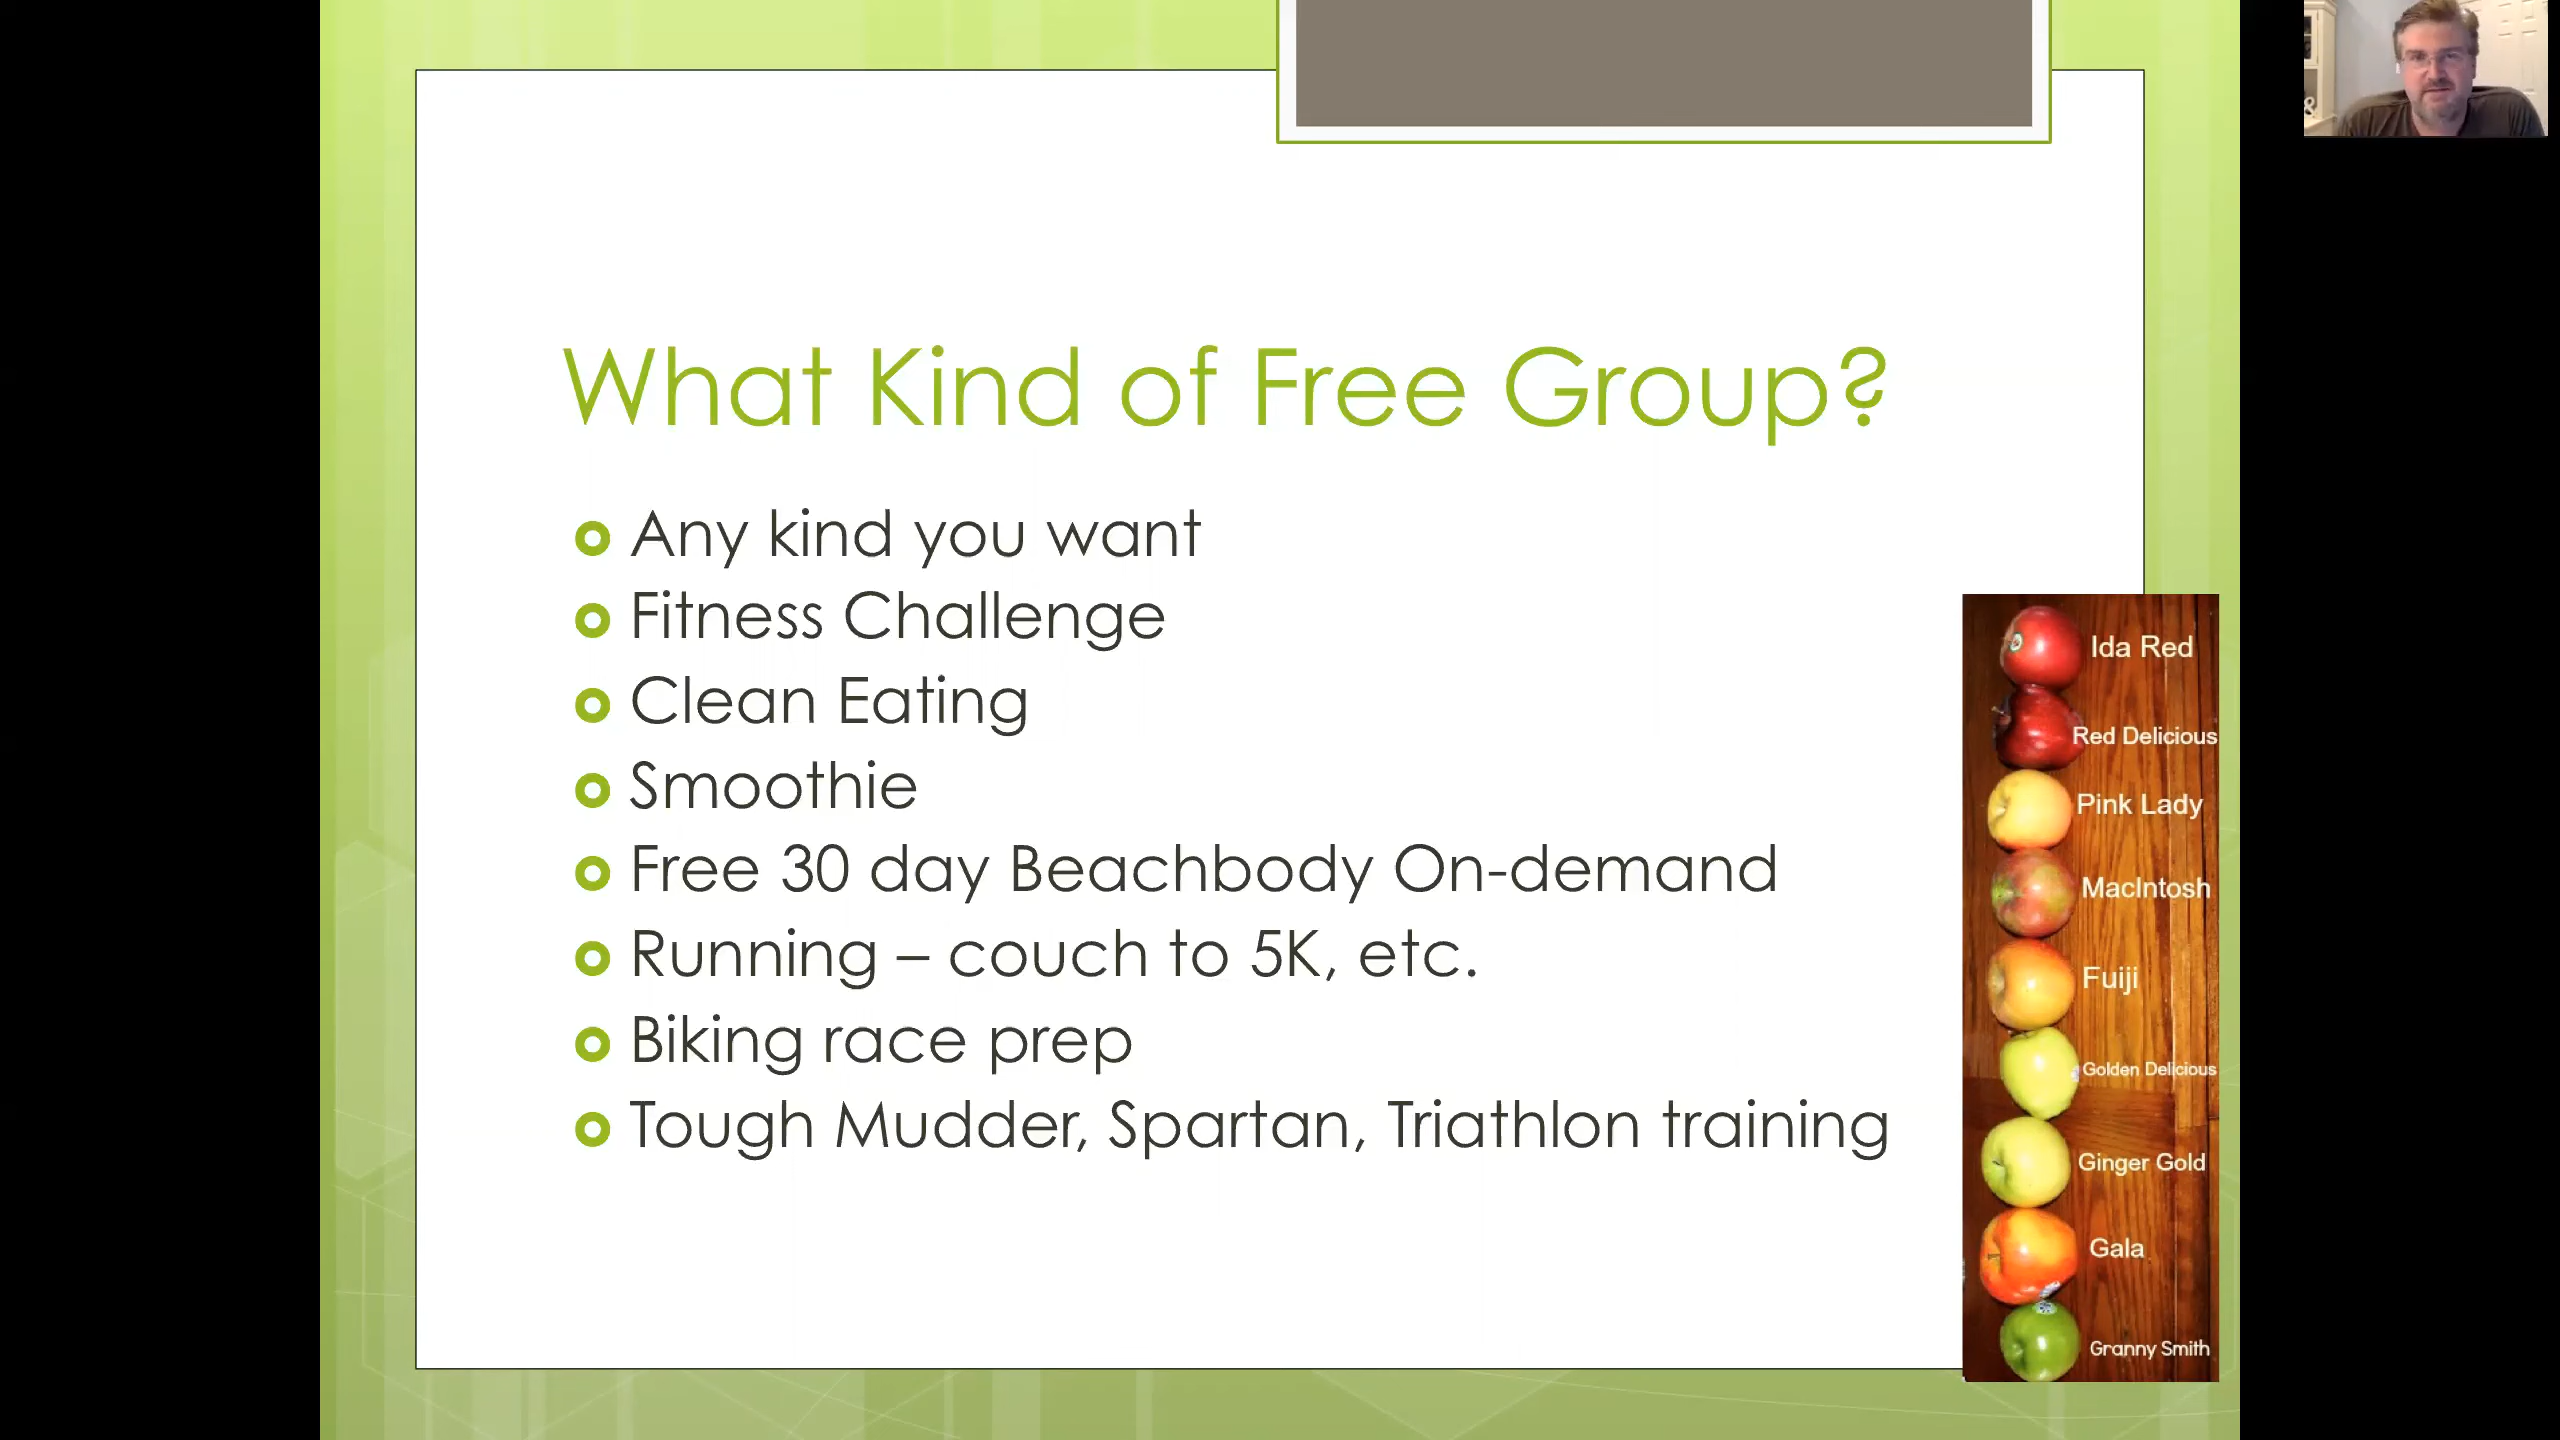 What Kind of Free Group?
Any kind you want
Fitness Challenge
Clean Eating
Smoothie
Free 30 day Beachbody On-demand
Running – couch to 5K, etc.
Biking race prep
Tough Mudder, Spartan, Triathlon training
Ida Red
Red Delicious
Pink Lady
MacIntosh
Fuiji
Golden Delicious
Ginger Gold
Gala
Granny Smith
&